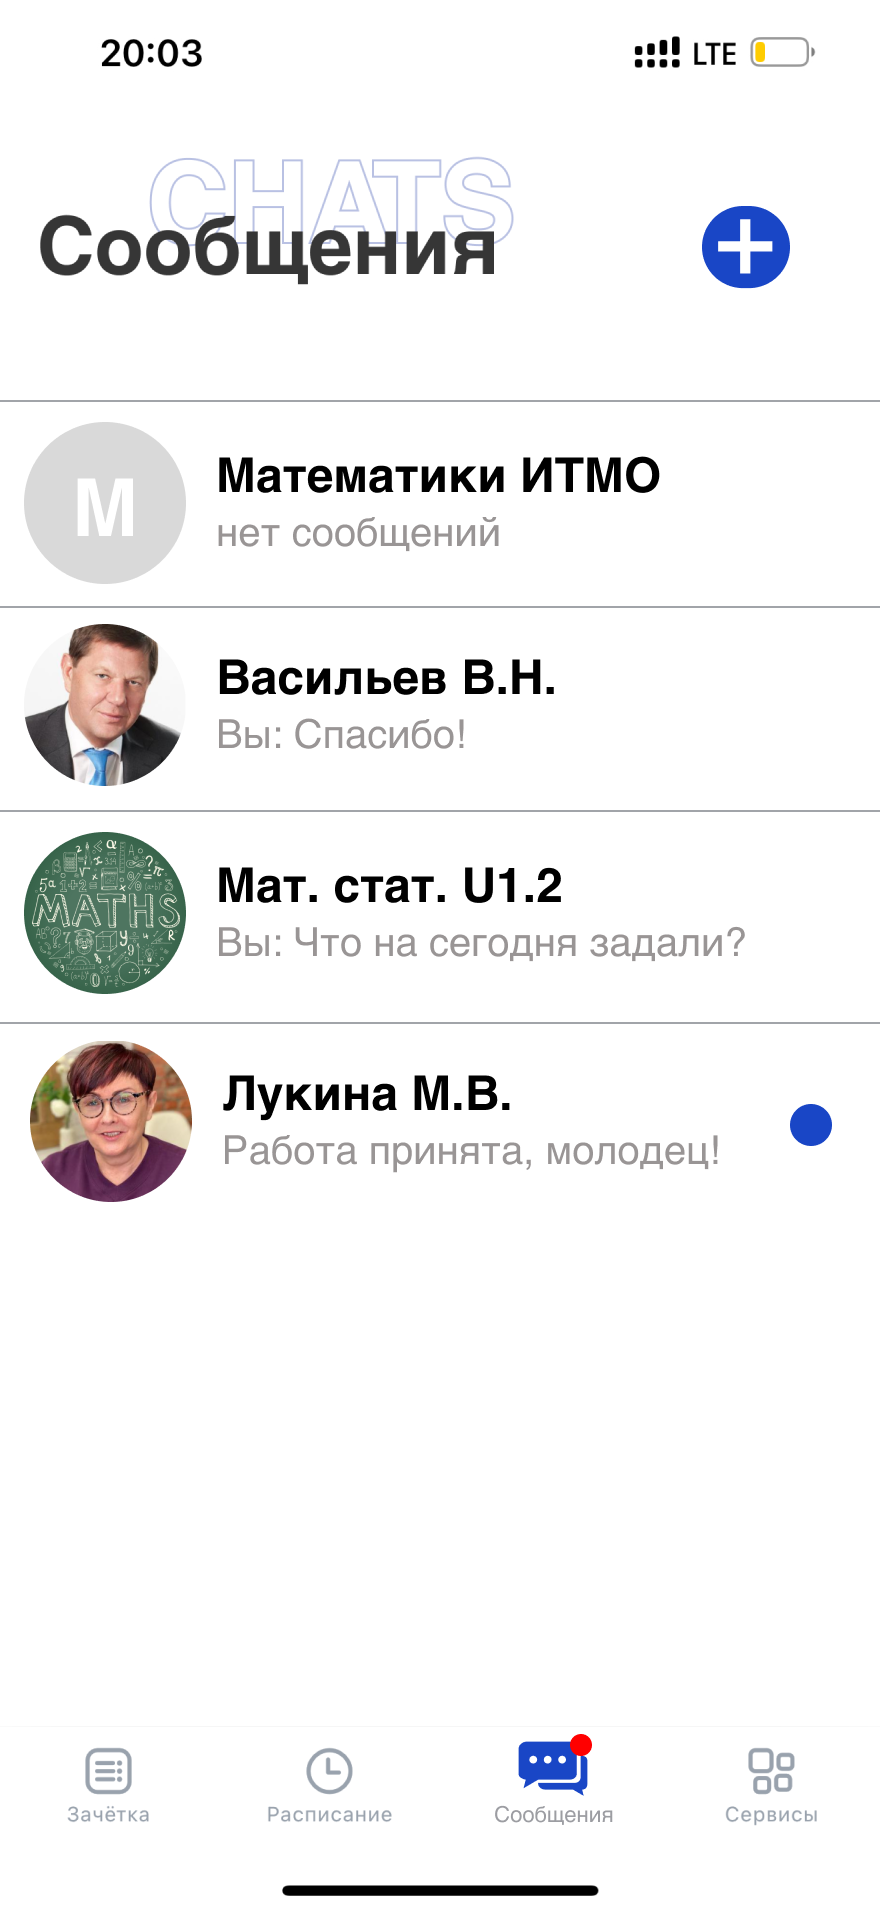 20:03
LTE
CHATS
Сообщения
М
Математики ИТМО
нет сообщений
Васильев В.Н.
Вы: Спасибо!
MATHS
Мат. стат. U1.2
Вы: Что на сегодня задали?
Лукина М.В.
Работа принята, молодец!
Зачётка
Расписание
Сообщения
Сервисы